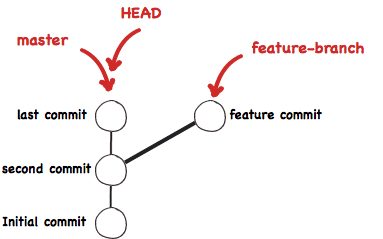 HEAD
master
feature-branch
last commit
feature commit
second commit
Initial commit